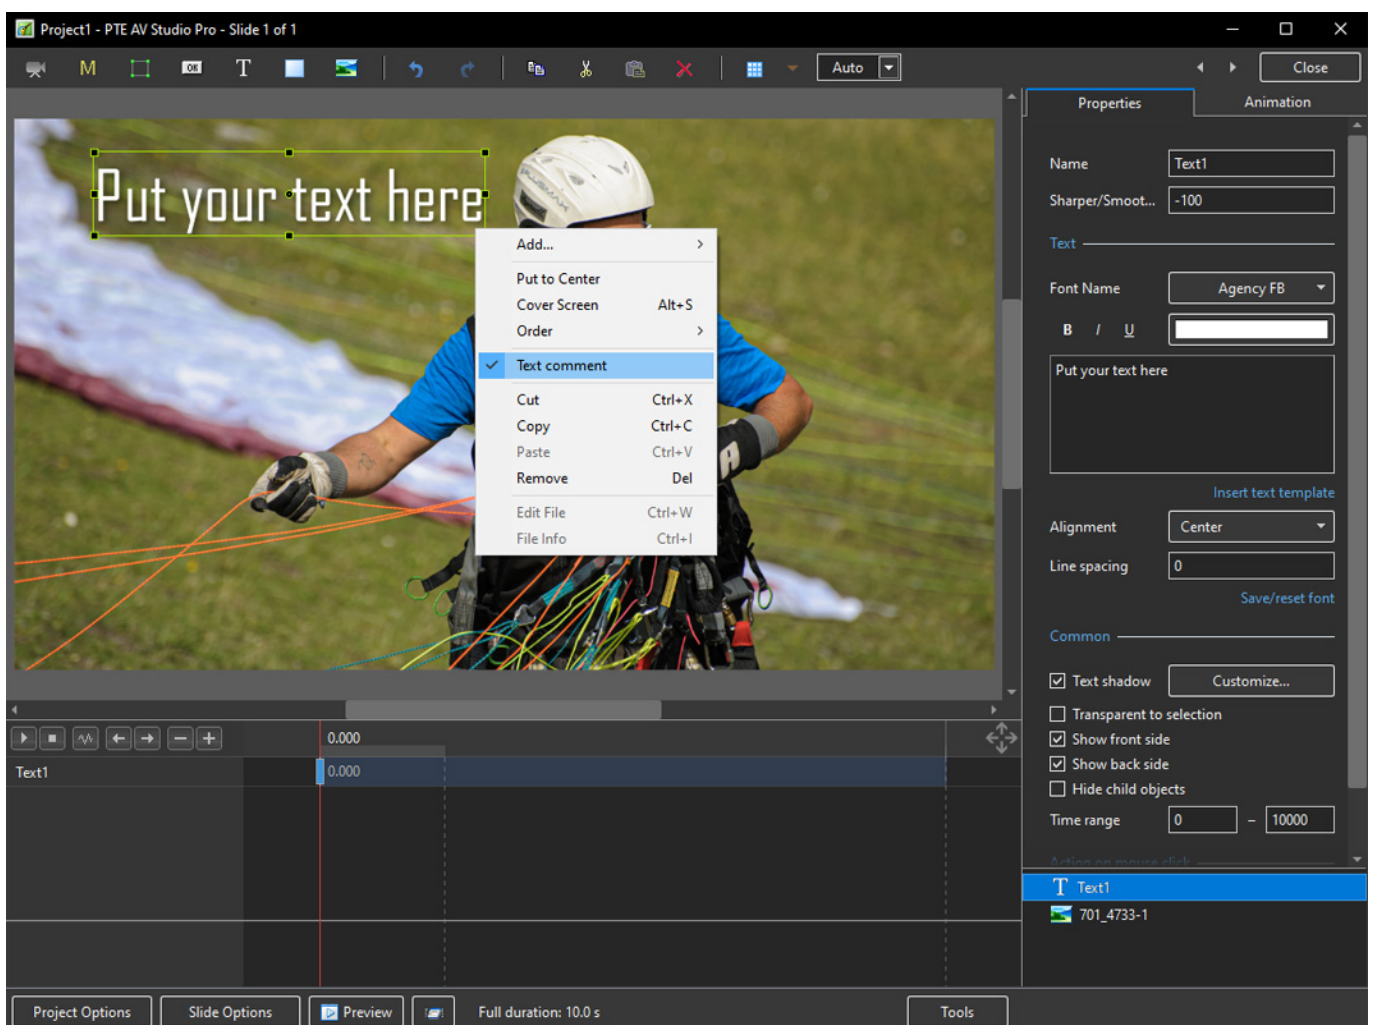 Project1 - PTE AV Studio Pro - Slide 1 of 1
M OK T Auto Close
Properties Animation
Put your text here
Name Text1
Sharper/Smoot... -100
Text
Font Name Agency FB
B I U
Put your text here
Insert text template
Alignment Center
Line spacing 0
Save/reset font
Common
Text shadow Customize...
Transparent to selection
Show front side
Show back side
Hide child objects
Time range 0 – 10000
Action on mouse click
Add...
Put to Center
Cover Screen Alt+S
Order
Text comment
Cut Ctrl+X
Copy Ctrl+C
Paste Ctrl+V
Remove Del
Edit File Ctrl+W
File Info Ctrl+I
0.000
Text1 0.000
T Text1
701_4733-1
Project Options Slide Options Preview Full duration: 10.0 s Tools